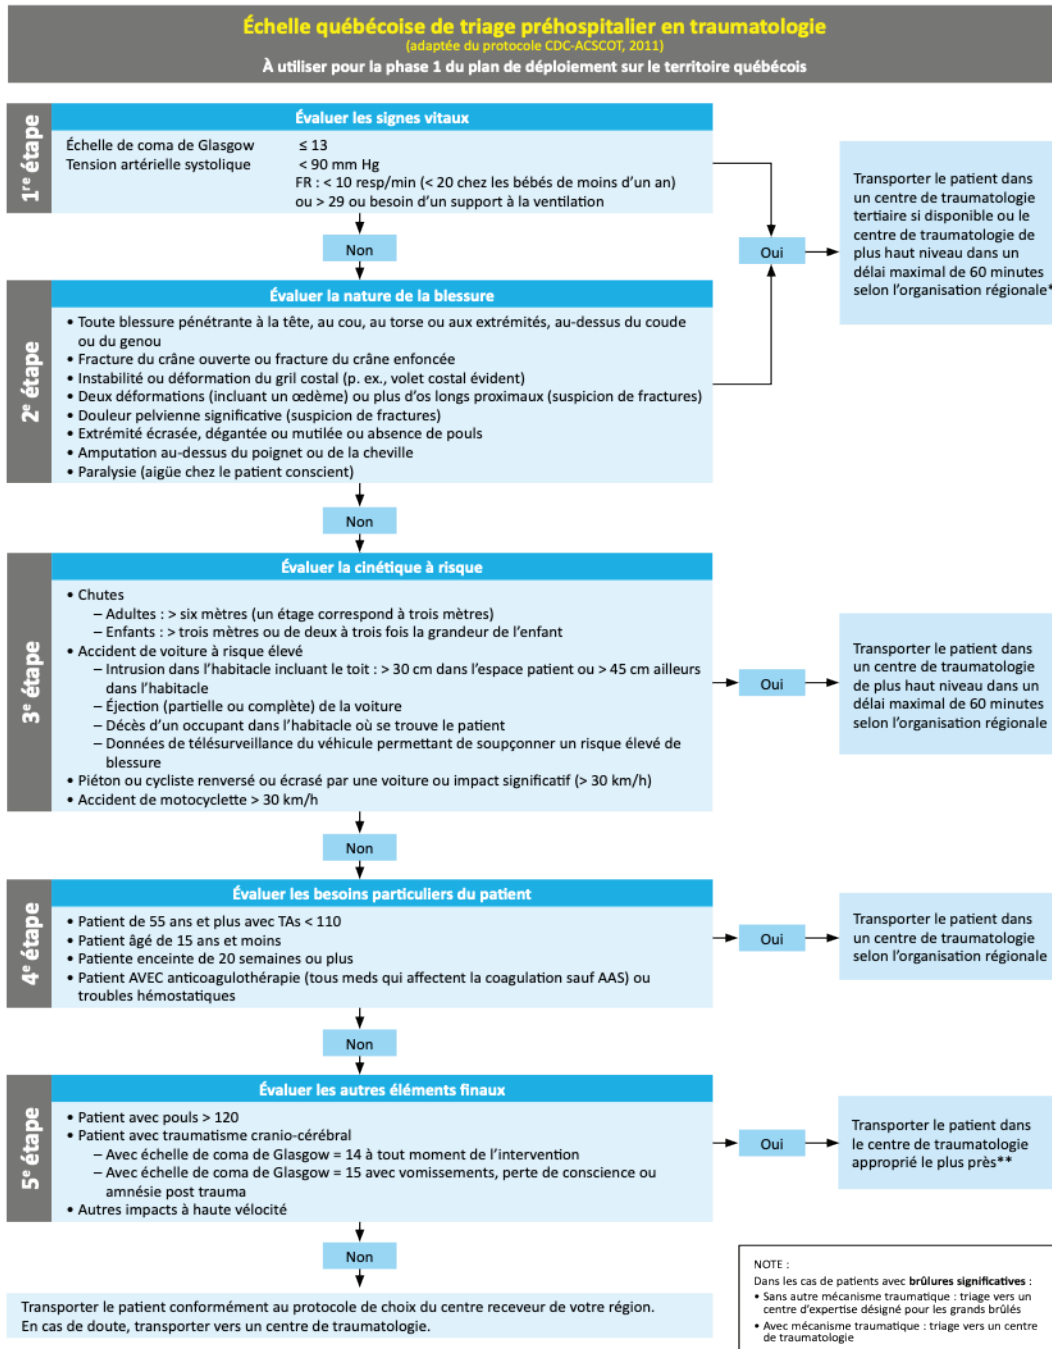 Échelle québécoise de triage préhospitalier en traumatologie
(adaptée du protocole CDC-ACSCOT, 2011)
À utiliser pour la phase 1 du plan de déploiement sur le territoire québécois
1re étape
Évaluer les signes vitaux
Échelle de coma de Glasgow ≤ 13
Tension artérielle systolique < 90 mm Hg
FR : < 10 resp/min (< 20 chez les bébés de moins d'un an)
ou > 29 ou besoin d'un support à la ventilation
Non
Oui
Transporter le patient dans
un centre de traumatologie
tertiaire si disponible ou le
centre de traumatologie de
plus haut niveau dans un
délai maximal de 60 minutes
selon l'organisation régionale*
2e étape
Évaluer la nature de la blessure
• Toute blessure pénétrante à la tête, au cou, au torse ou aux extrémités, au-dessus du coude
ou du genou
• Fracture du crâne ouverte ou fracture du crâne enfoncée
• Instabilité ou déformation du gril costal (p. ex., volet costal évident)
• Deux déformations (incluant un œdème) ou plus d'os longs proximaux (suspicion de fractures)
• Douleur pelvienne significative (suspicion de fractures)
• Extrémité écrasée, dégantée ou mutilée ou absence de pouls
• Amputation au-dessus du poignet ou de la cheville
• Paralysie (aigüe chez le patient conscient)
Non
3e étape
Évaluer la cinétique à risque
• Chutes
– Adultes : > six mètres (un étage correspond à trois mètres)
– Enfants : > trois mètres ou de deux à trois fois la grandeur de l'enfant
• Accident de voiture à risque élevé
– Intrusion dans l'habitacle incluant le toit : > 30 cm dans l'espace patient ou > 45 cm ailleurs
dans l'habitacle
– Éjection (partielle ou complète) de la voiture
– Décès d'un occupant dans l'habitacle où se trouve le patient
– Données de télésurveillance du véhicule permettant de soupçonner un risque élevé de
blessure
• Piéton ou cycliste renversé ou écrasé par une voiture ou impact significatif (> 30 km/h)
• Accident de motocyclette > 30 km/h
Oui
Transporter le patient dans
un centre de traumatologie
de plus haut niveau dans un
délai maximal de 60 minutes
selon l'organisation régionale
Non
4e étape
Évaluer les besoins particuliers du patient
• Patient de 55 ans et plus avec TAs < 110
• Patient âgé de 15 ans et moins
• Patiente enceinte de 20 semaines ou plus
• Patient AVEC anticoagulothérapie (tous meds qui affectent la coagulation sauf AAS) ou
troubles hémostatiques
Oui
Transporter le patient dans
un centre de traumatologie
selon l'organisation régionale
Non
5e étape
Évaluer les autres éléments finaux
• Patient avec pouls > 120
• Patient avec traumatisme cranio-cérébral
– Avec échelle de coma de Glasgow = 14 à tout moment de l'intervention
– Avec échelle de coma de Glasgow = 15 avec vomissements, perte de conscience ou
amnésie post trauma
• Autres impacts à haute vélocité
Oui
Transporter le patient dans
le centre de traumatologie
approprié le plus près**
Non
Transporter le patient conformément au protocole de choix du centre receveur de votre région.
En cas de doute, transporter vers un centre de traumatologie.
NOTE :
Dans les cas de patients avec brûlures significatives :
• Sans autre mécanisme traumatique : triage vers un
centre d'expertise désigné pour les grands brûlés
• Avec mécanisme traumatique : triage vers un centre
de traumatologie